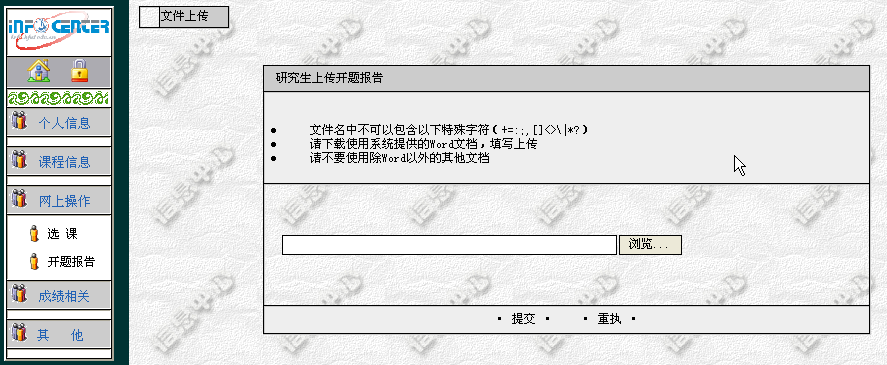 INFO CENTER
文件上传
个人信息
课程信息
网上操作
选 课
开题报告
成绩相关
其 他
研究生上传开题报告
● 文件名中不可以包含以下特殊字符(+=:;,[]<>\|*?)
● 请下载使用系统提供的Word文档,填写上传
● 请不要使用除Word以外的其他文档
浏览...
· 提交 · · 重执 ·